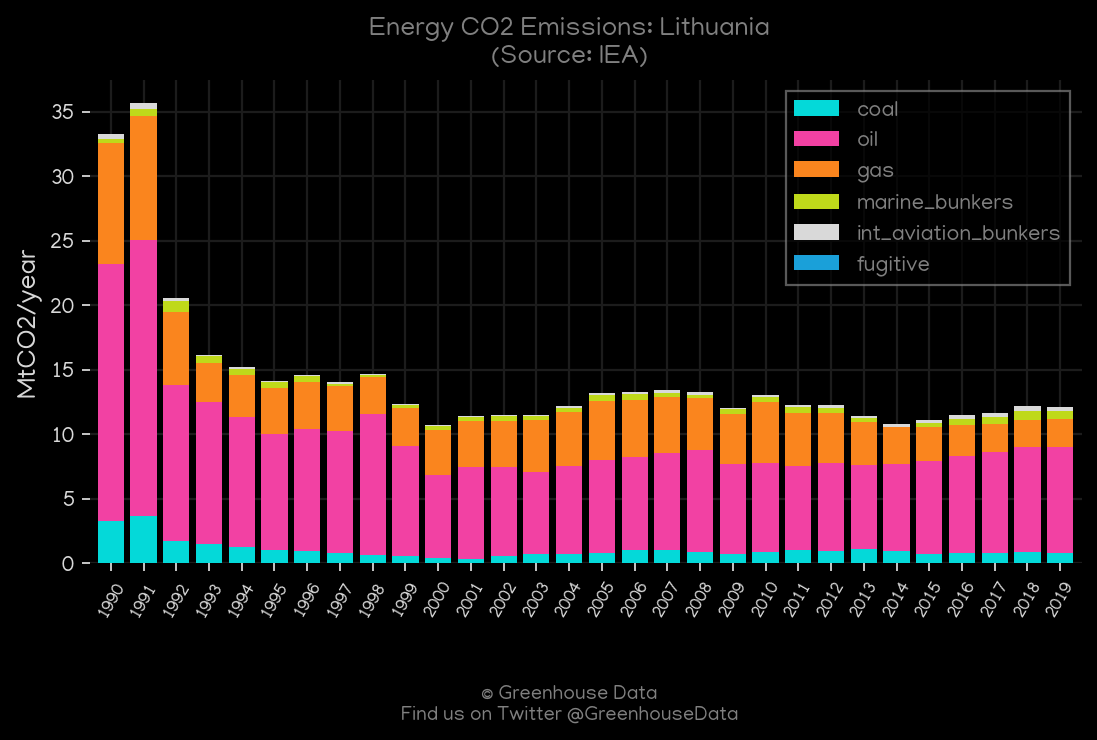 Energy CO2 Emissions: Lithuania
(Source: IEA)
MtCO2/year
35
30
25
20
15
10
5
0
coal
oil
gas
marine_bunkers
int_aviation_bunkers
fugitive
1990 1991 1992 1993 1994 1995 1996 1997 1998 1999 2000 2001 2002 2003 2004 2005 2006 2007 2008 2009 2010 2011 2012 2013 2014 2015 2016 2017 2018 2019
© Greenhouse Data
Find us on Twitter @GreenhouseData